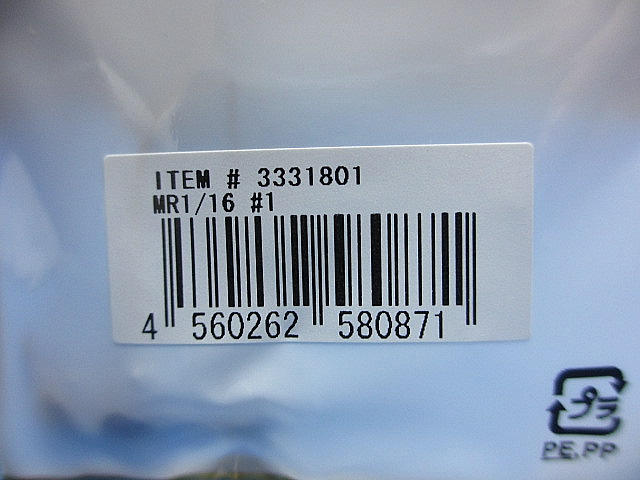 ITEM # 3331801
MR1/16 #1
4 560262 580871
プラ
PE,PP